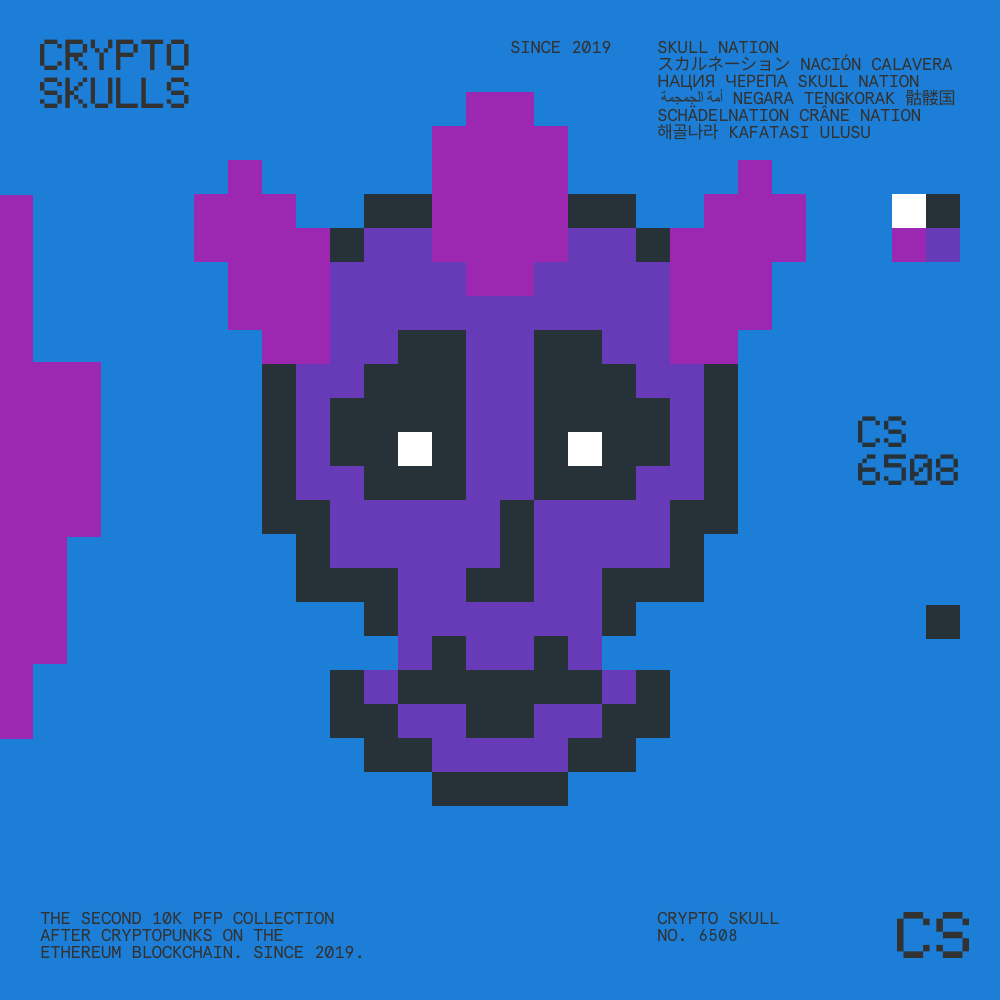 CRYPTO
SKULLS
SINCE 2019
SKULL NATION
スカルネーション NACIÓN CALAVERA
НАЦИЯ ЧЕРЕПА SKULL NATION
أمة الجمجمة NEGARA TENGKORAK 骷髅国
SCHÄDELNATION CRÂNE NATION
해골나라 KAFATASI ULUSU
CS
6508
THE SECOND 10K PFP COLLECTION
AFTER CRYPTOPUNKS ON THE
ETHEREUM BLOCKCHAIN. SINCE 2019.
CRYPTO SKULL
NO. 6508
CS